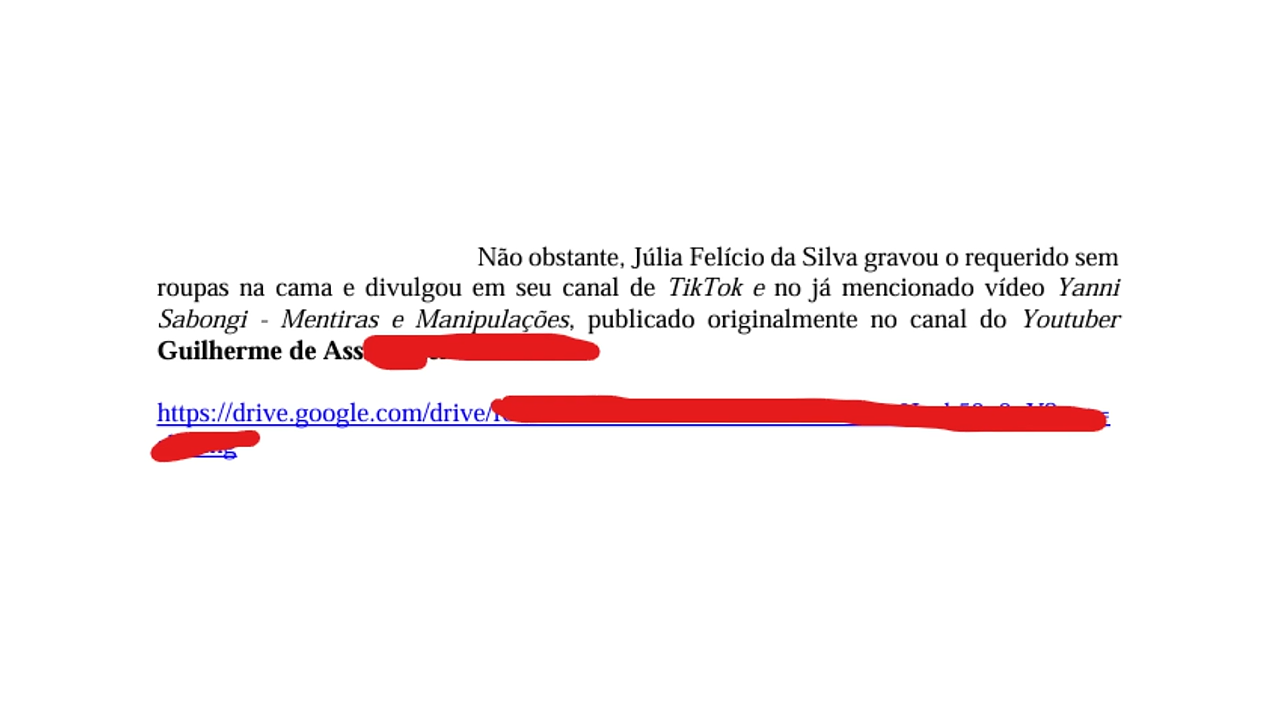 Não obstante, Júlia Felício da Silva gravou o requerido sem
roupas na cama e divulgou em seu canal de TikTok e no já mencionado vídeo Yanni
Sabongi - Mentiras e Manipulações, publicado originalmente no canal do Youtuber
Guilherme de
https://drive.google.com/drive/